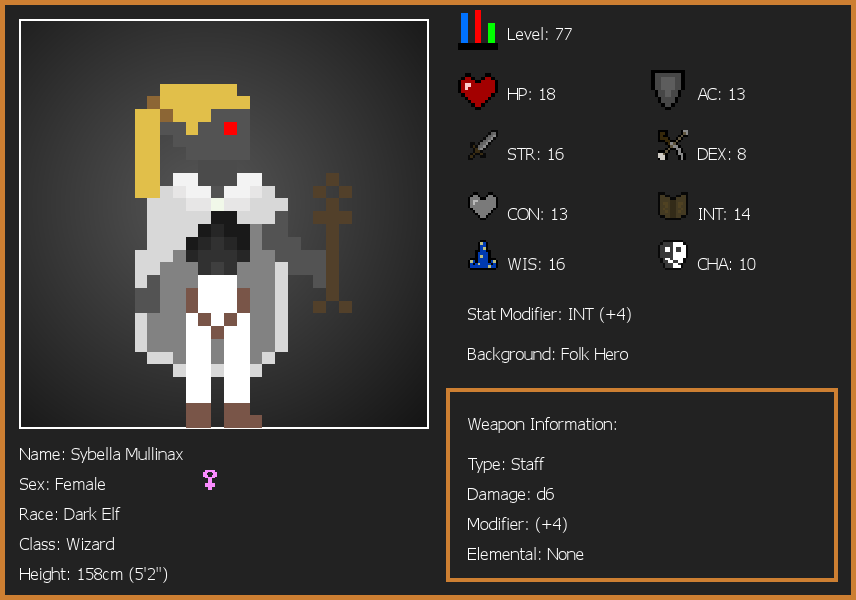 Level: 77
HP: 18
AC: 13
STR: 16
DEX: 8
CON: 13
INT: 14
WIS: 16
CHA: 10
Stat Modifier: INT (+4)
Background: Folk Hero
Weapon Information:
Type: Staff
Damage: d6
Modifier: (+4)
Elemental: None
Name: Sybella Mullinax
Sex: Female
Race: Dark Elf
Class: Wizard
Height: 158cm (5'2")